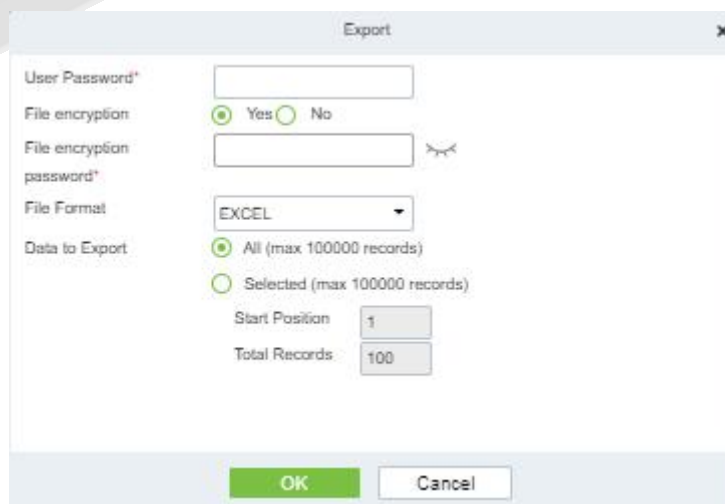 Export
User Password*
File encryption Yes No
File encryption
password*
File Format EXCEL
Data to Export All (max 100000 records)
Selected (max 100000 records)
Start Position 1
Total Records 100
OK Cancel